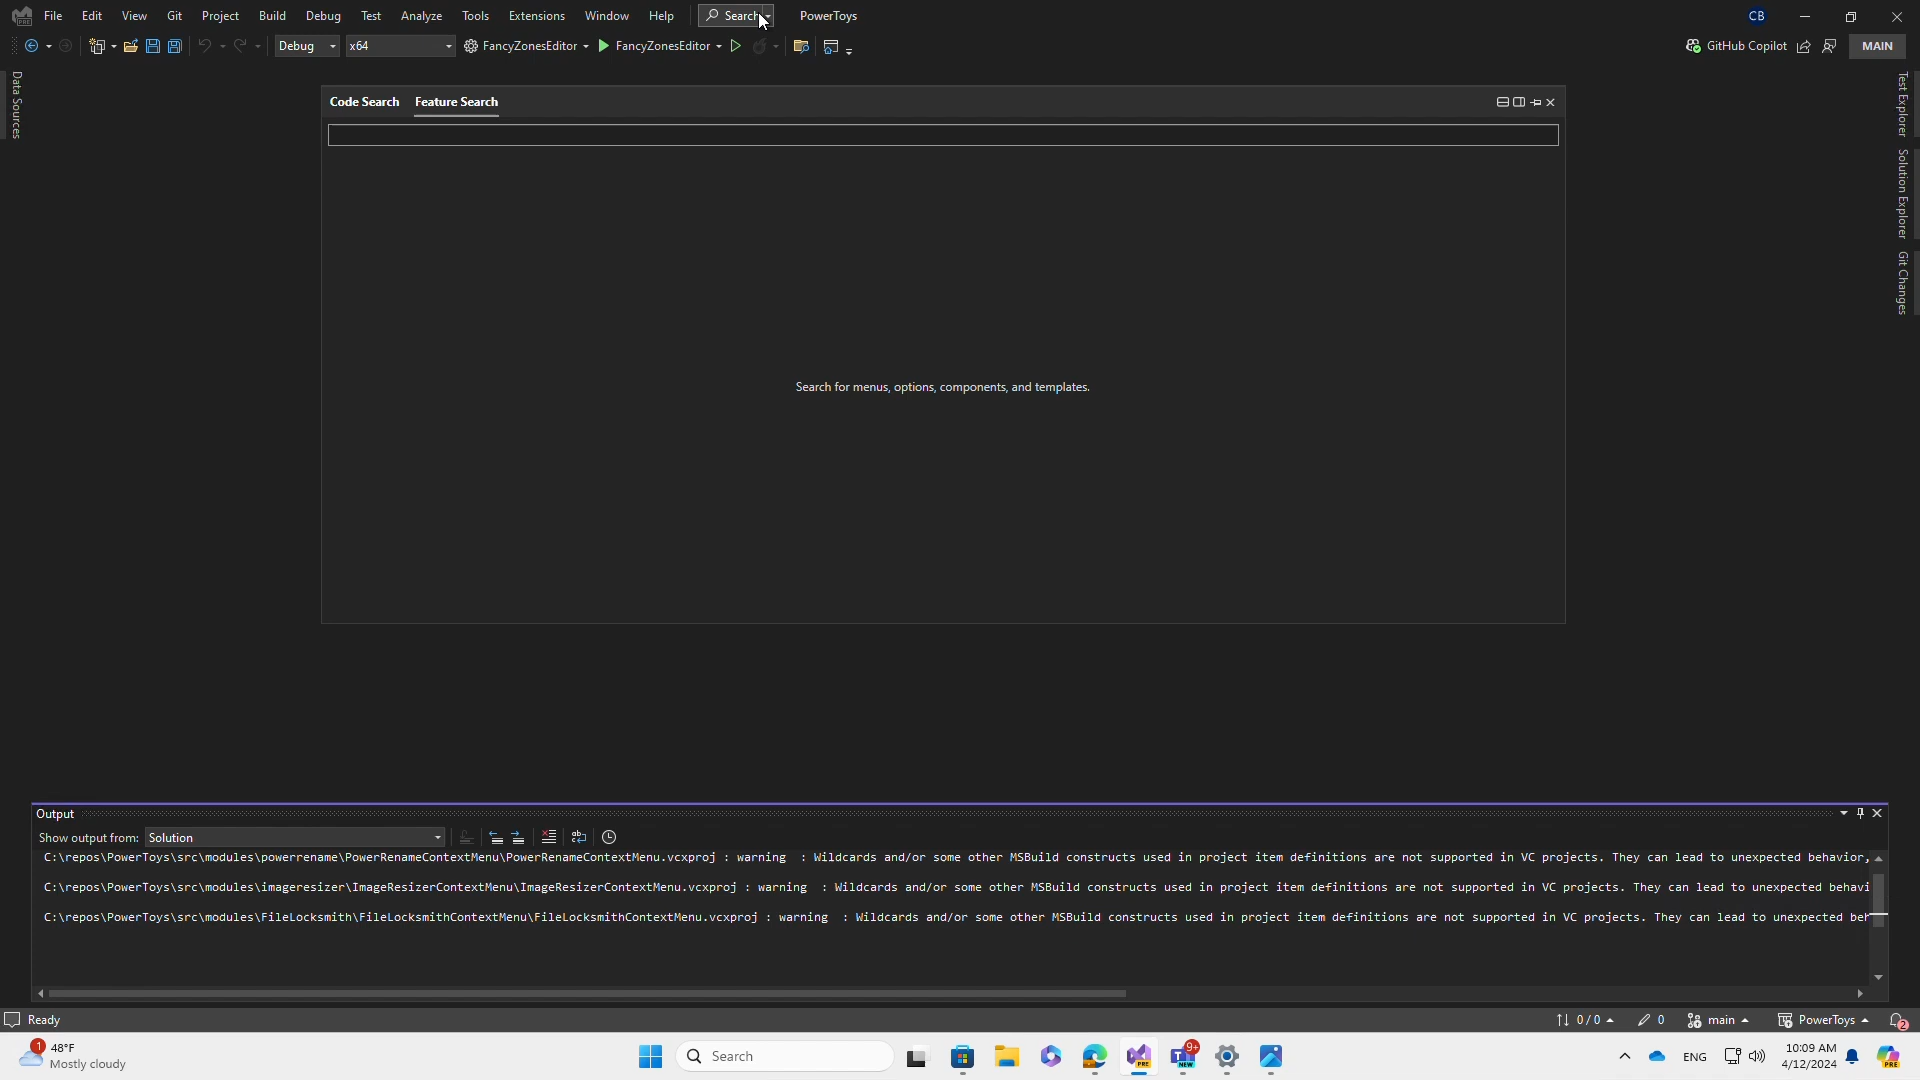 File Edit View Git Project Build Debug Test Analyze Tools Extensions Window Help Search PowerToys CB
Debug x64 FancyZonesEditor FancyZonesEditor GitHub Copilot MAIN
Data Sources
Test Explorer
Solution Explorer
Git Changes
Code Search Feature Search
Search for menus, options, components, and templates.
Output
Show output from: Solution
C:\repos\PowerToys\src\modules\powerrename\PowerRenameContextMenu\PowerRenameContextMenu.vcxproj : warning  : Wildcards and/or some other MSBuild constructs used in project item definitions are not supported in VC projects. They can lead to unexpected behavior,
C:\repos\PowerToys\src\modules\imageresizer\ImageResizerContextMenu\ImageResizerContextMenu.vcxproj : warning  : Wildcards and/or some other MSBuild constructs used in project item definitions are not supported in VC projects. They can lead to unexpected behavi
C:\repos\PowerToys\src\modules\FileLocksmith\FileLocksmithContextMenu\FileLocksmithContextMenu.vcxproj : warning  : Wildcards and/or some other MSBuild constructs used in project item definitions are not supported in VC projects. They can lead to unexpected beh
Ready 0 / 0 0 main PowerToys 2
1 48°F
Mostly cloudy
Search PRE 9+ NEW ENG
10:09 AM
4/12/2024
PRE